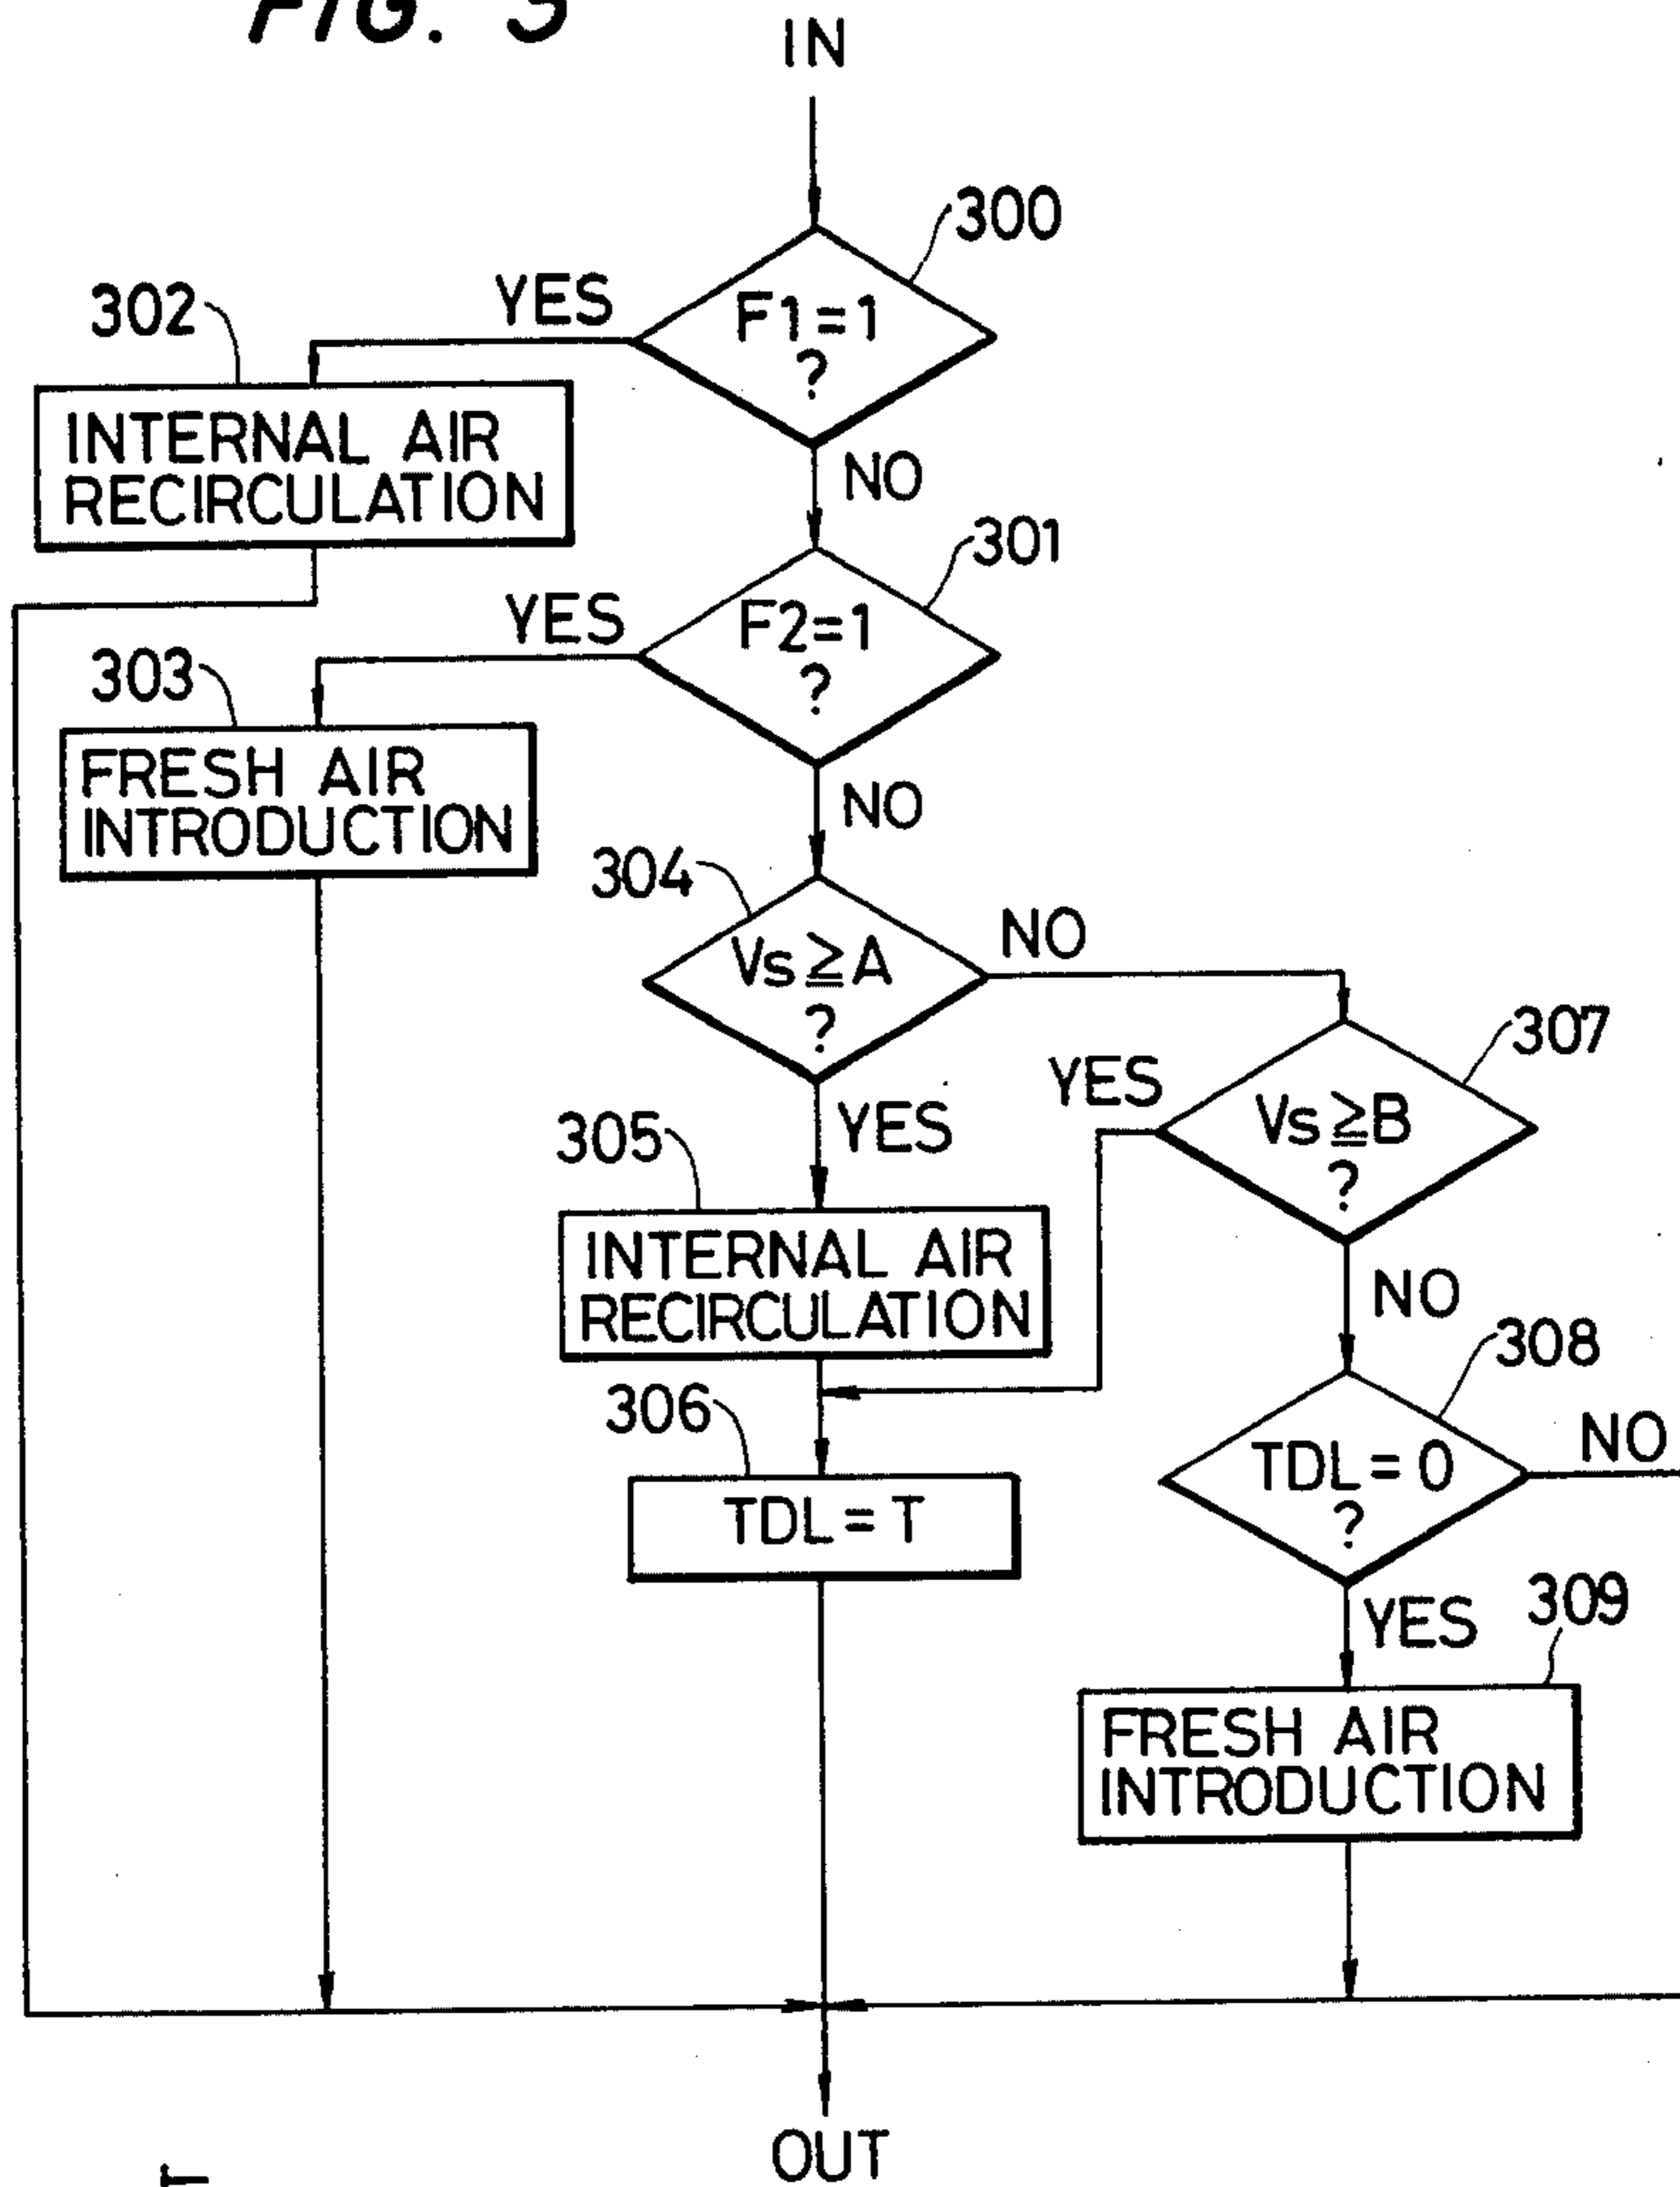 FIG. 3
IN
300
F1=1
?
YES
302
INTERNAL AIR
RECIRCULATION
NO
301
F2=1
?
YES
303
FRESH AIR
INTRODUCTION
NO
304
Vs≧A
?
NO
307
YES
Vs≧B
?
YES
305
INTERNAL AIR
RECIRCULATION
NO
308
306
TDL=T
TDL=0
?
NO
YES
309
FRESH AIR
INTRODUCTION
OUT